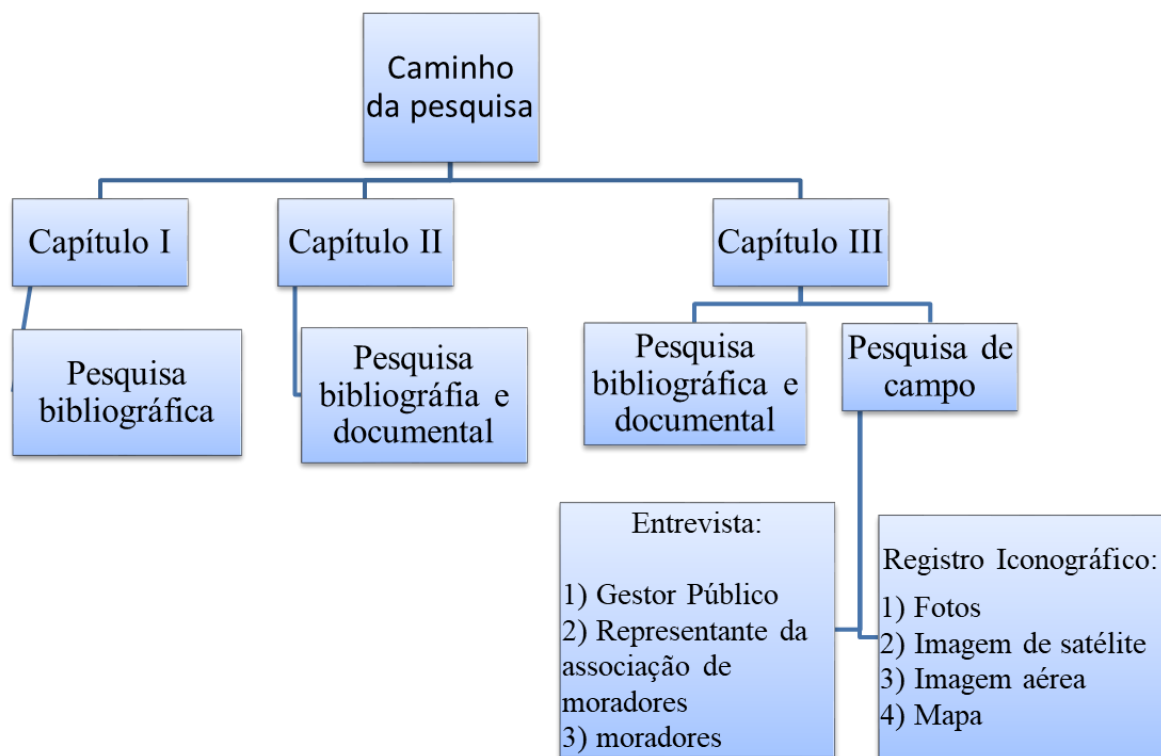 Caminho
da pesquisa
Capítulo I
Capítulo II
Capítulo III
Pesquisa
bibliográfica
Pesquisa
bibliográfia e
documental
Pesquisa
bibliográfica e
documental
Pesquisa de
campo
Entrevista:
1) Gestor Público
2) Representante da
associação de
moradores
3) moradores
Registro Iconográfico:
1) Fotos
2) Imagem de satélite
3) Imagem aérea
4) Mapa